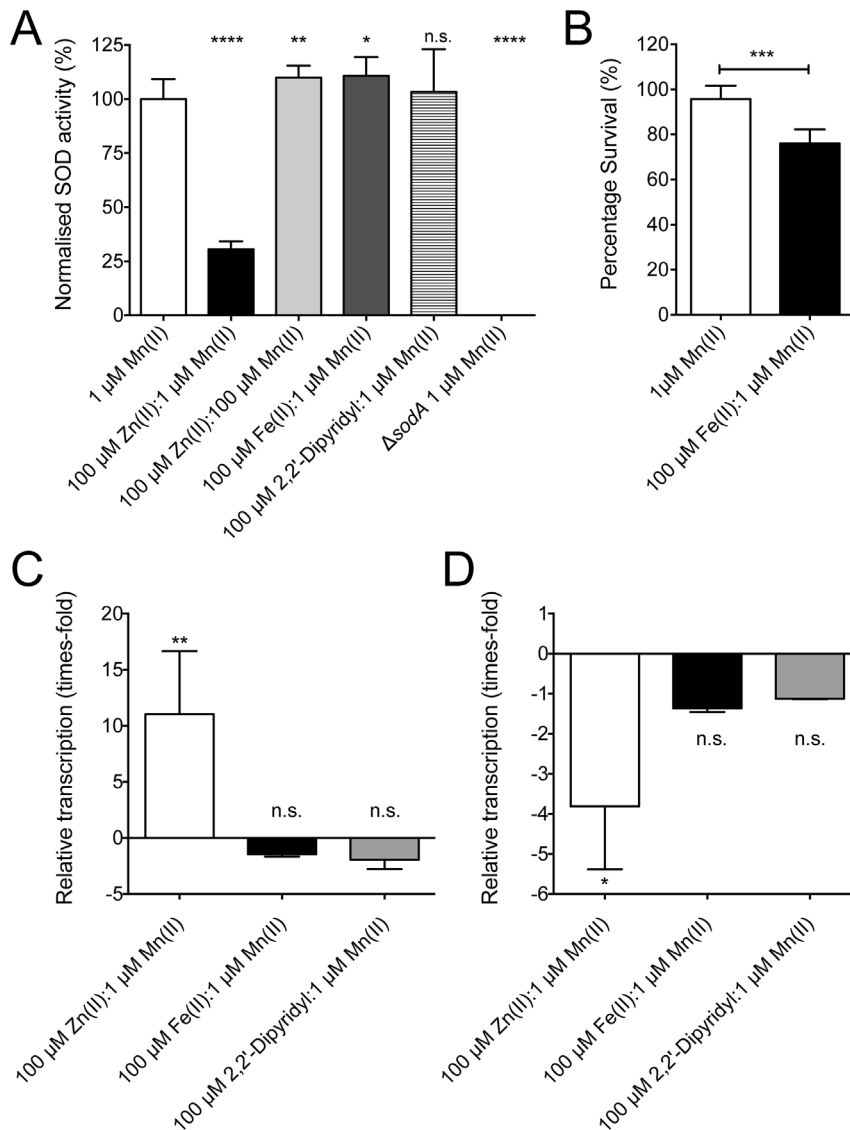 A
Normalised SOD activity (%)
125
100
75
50
25
0
****
**
*
n.s.
****
1 µM Mn(II)
100 µM Zn(II):1 µM Mn(II)
100 µM Zn(II):100 µM Mn(II)
100 µM Fe(II):1 µM Mn(II)
100 µM 2,2'-Dipyridyl:1 µM Mn(II)
ΔsodA 1 µM Mn(II)
B
Percentage Survival (%)
120
100
80
60
40
20
0
***
1µM Mn(II)
100 µM Fe(II):1 µM Mn(II)
C
Relative transcription (times-fold)
20
15
10
5
0
-5
**
n.s.
n.s.
100 µM Zn(II):1 µM Mn(II)
100 µM Fe(II):1 µM Mn(II)
100 µM 2,2'-Dipyridyl:1 µM Mn(II)
D
Relative transcription (times-fold)
1
0
-1
-2
-3
-4
-5
-6
*
n.s.
n.s.
100 µM Zn(II):1 µM Mn(II)
100 µM Fe(II):1 µM Mn(II)
100 µM 2,2'-Dipyridyl:1 µM Mn(II)